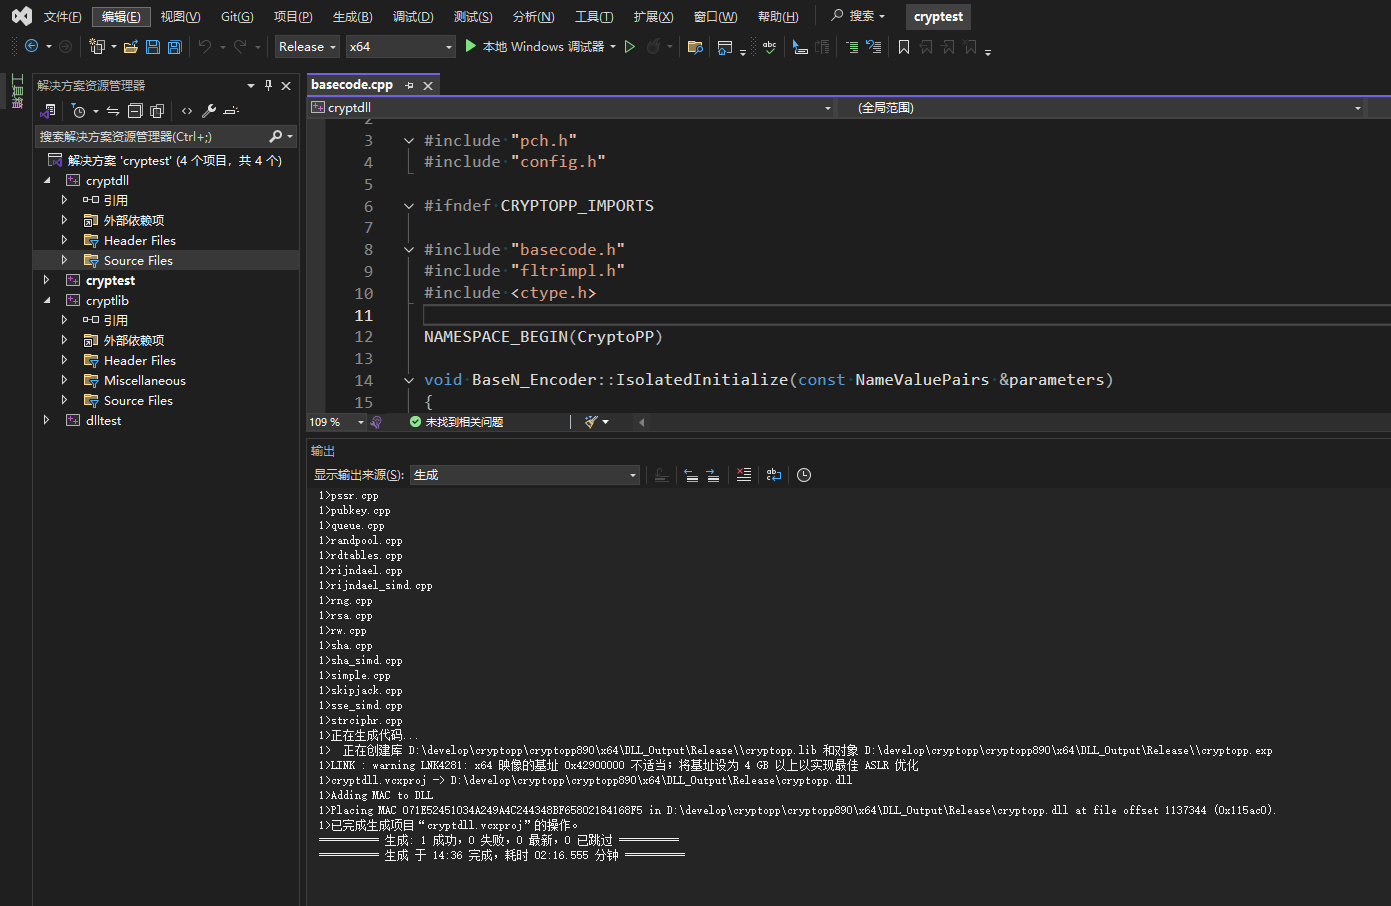 文件(F) 编辑(E) 视图(V) Git(G) 项目(P) 生成(B) 调试(D) 测试(S) 分析(N) 工具(T) 扩展(X) 窗口(W) 帮助(H) 搜索 cryptest
Release x64 本地 Windows 调试器
工具箱
解决方案资源管理器
搜索解决方案资源管理器(Ctrl+;)
解决方案 'cryptest' (4 个项目，共 4 个)
cryptdll
引用
外部依赖项
Header Files
Source Files
cryptest
cryptlib
引用
外部依赖项
Header Files
Miscellaneous
Source Files
dlltest
basecode.cpp
cryptdll (全局范围)
2
3 #include "pch.h"
4 #include "config.h"
5
6 #ifndef CRYPTOPP_IMPORTS
7
8 #include "basecode.h"
9 #include "fltrimpl.h"
10 #include <ctype.h>
11
12 NAMESPACE_BEGIN(CryptoPP)
13
14 void BaseN_Encoder::IsolatedInitialize(const NameValuePairs &parameters)
15 {
109 % 未找到相关问题
输出
显示输出来源(S): 生成
1>pssr.cpp
1>pubkey.cpp
1>queue.cpp
1>randpool.cpp
1>rdtables.cpp
1>rijndael.cpp
1>rijndael_simd.cpp
1>rng.cpp
1>rsa.cpp
1>rw.cpp
1>sha.cpp
1>sha_simd.cpp
1>simple.cpp
1>skipjack.cpp
1>sse_simd.cpp
1>strciphr.cpp
1>正在生成代码...
1>  正在创建库 D:\develop\cryptopp\cryptopp890\x64\DLL_Output\Release\\cryptopp.lib 和对象 D:\develop\cryptopp\cryptopp890\x64\DLL_Output\Release\\cryptopp.exp
1>LINK : warning LNK4281: x64 映像的基址 0x42900000 不适当；将基址设为 4 GB 以上以实现最佳 ASLR 优化
1>cryptdll.vcxproj -> D:\develop\cryptopp\cryptopp890\x64\DLL_Output\Release\cryptopp.dll
1>Adding MAC to DLL
1>Placing MAC 071E52451034A249A4C244348BF65802184168F5 in D:\develop\cryptopp\cryptopp890\x64\DLL_Output\Release\cryptopp.dll at file offset 1137344 (0x115ac0).
1>已完成生成项目“cryptdll.vcxproj”的操作。
========== 生成: 1 成功，0 失败，0 最新，0 已跳过 ==========
========== 生成 于 14:36 完成，耗时 02:16.555 分钟 ==========